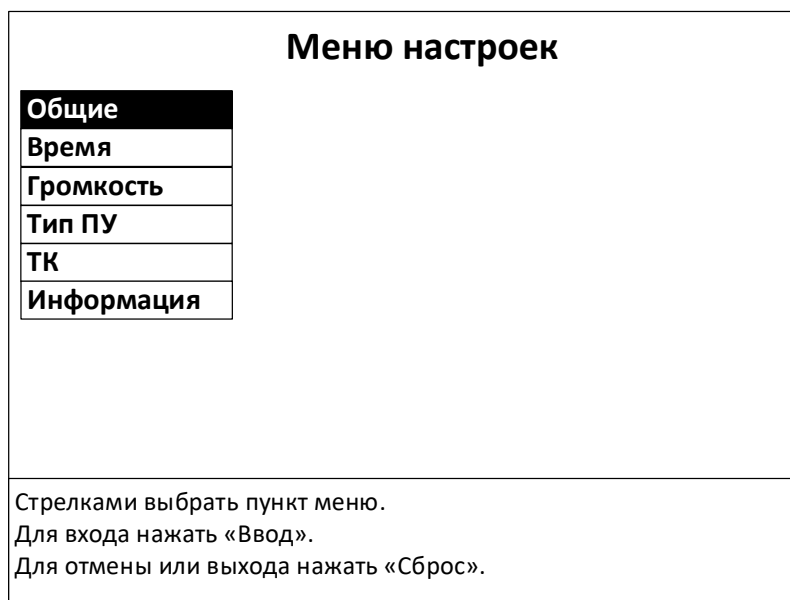 Меню настроек
Общие
Время
Громкость
Тип ПУ
ТК
Информация
Стрелками выбрать пункт меню.
Для входа нажать «Ввод».
Для отмены или выхода нажать «Сброс».